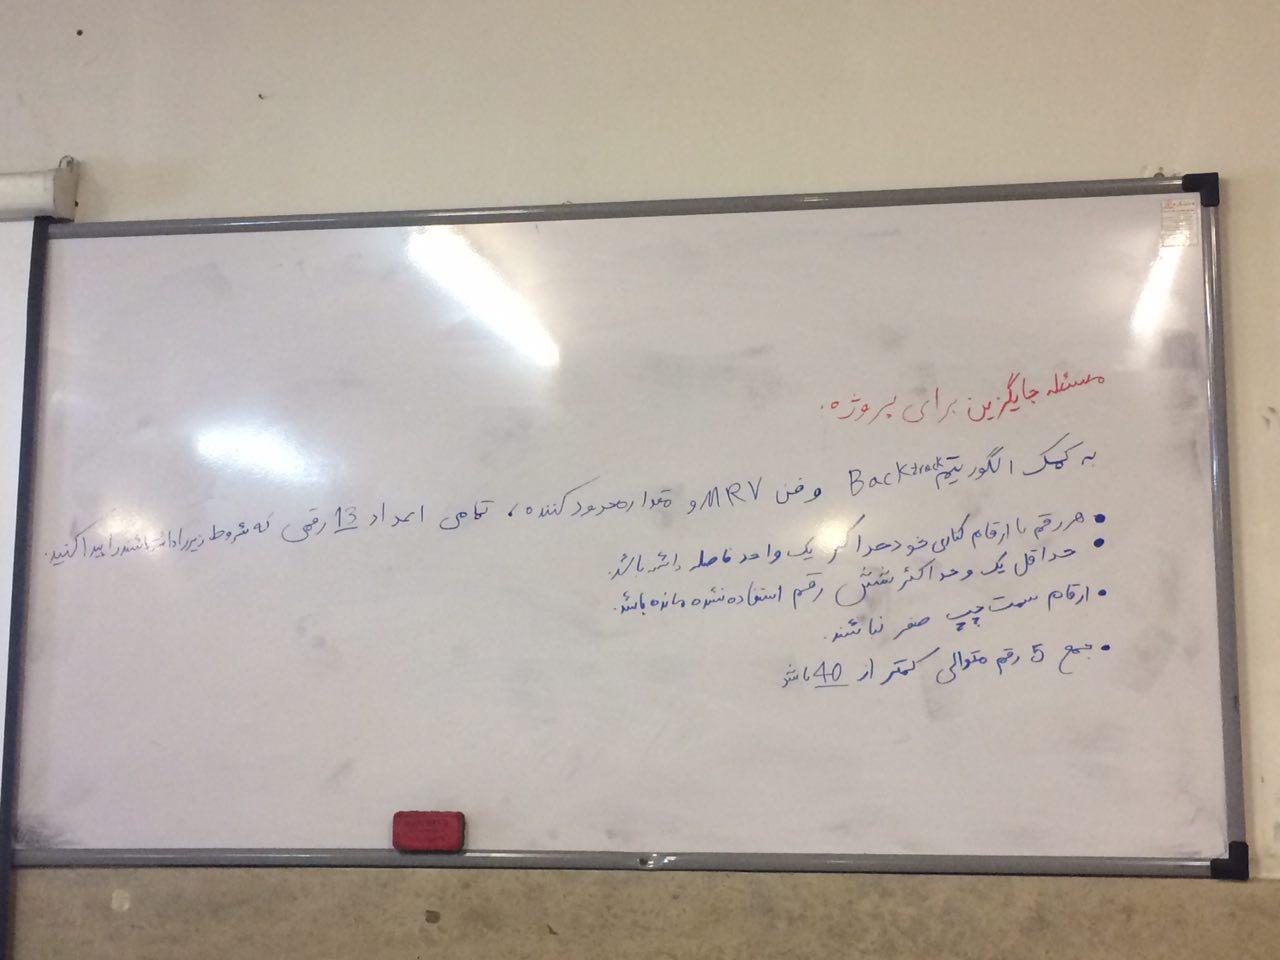 مسئله جایگزین برای پروژه:
به کمک الگوریتم Backtrack و فن MRV و مقدار محدود کننده، تمامی اعداد 13 رقمی که شروط زیر را داشته باشند را پیدا کنید.
• هر رقم با ارقام کناری خود حداکثر یک واحد فاصله داشته باشد.
• حداقل یک و حداکثر شش رقم استفاده نشده مانده باشد.
• ارقام سمت چپ صفر نباشند.
• جمع 5 رقم متوالی کمتر از 40 باشد